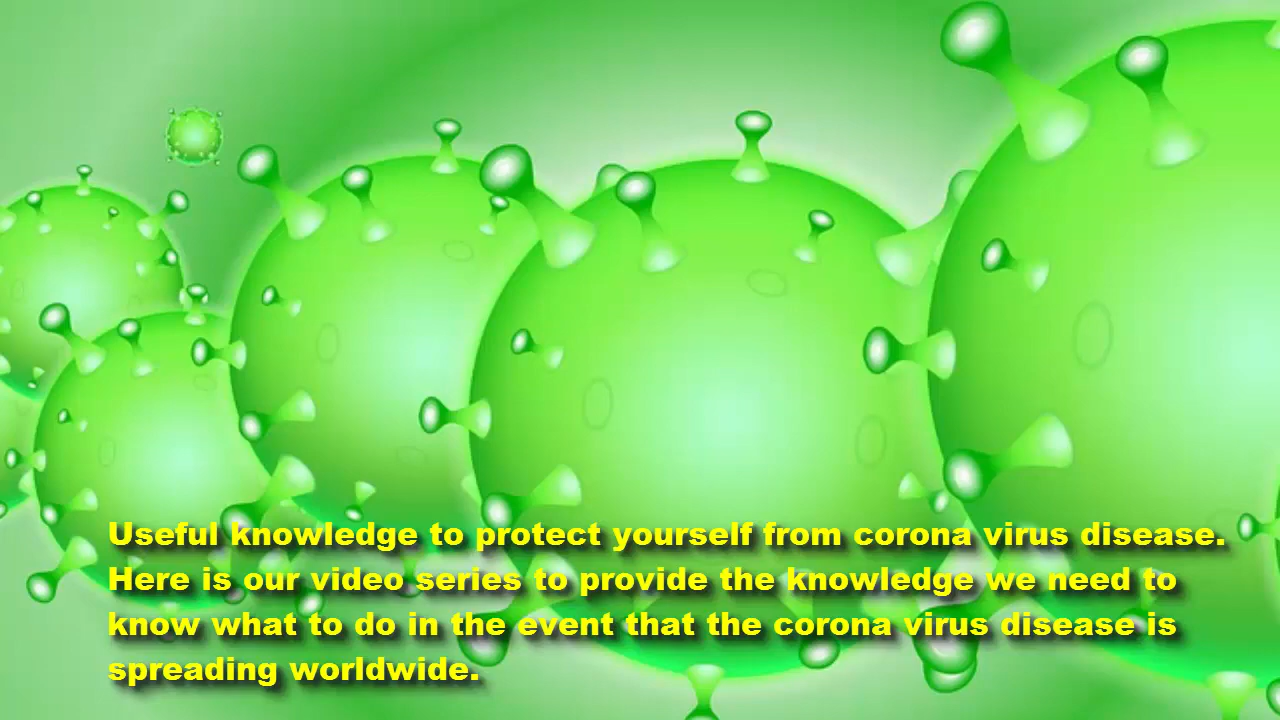 Useful knowledge to protect yourself from corona virus disease.
Here is our video series to provide the knowledge we need to
know what to do in the event that the corona virus disease is
spreading worldwide.